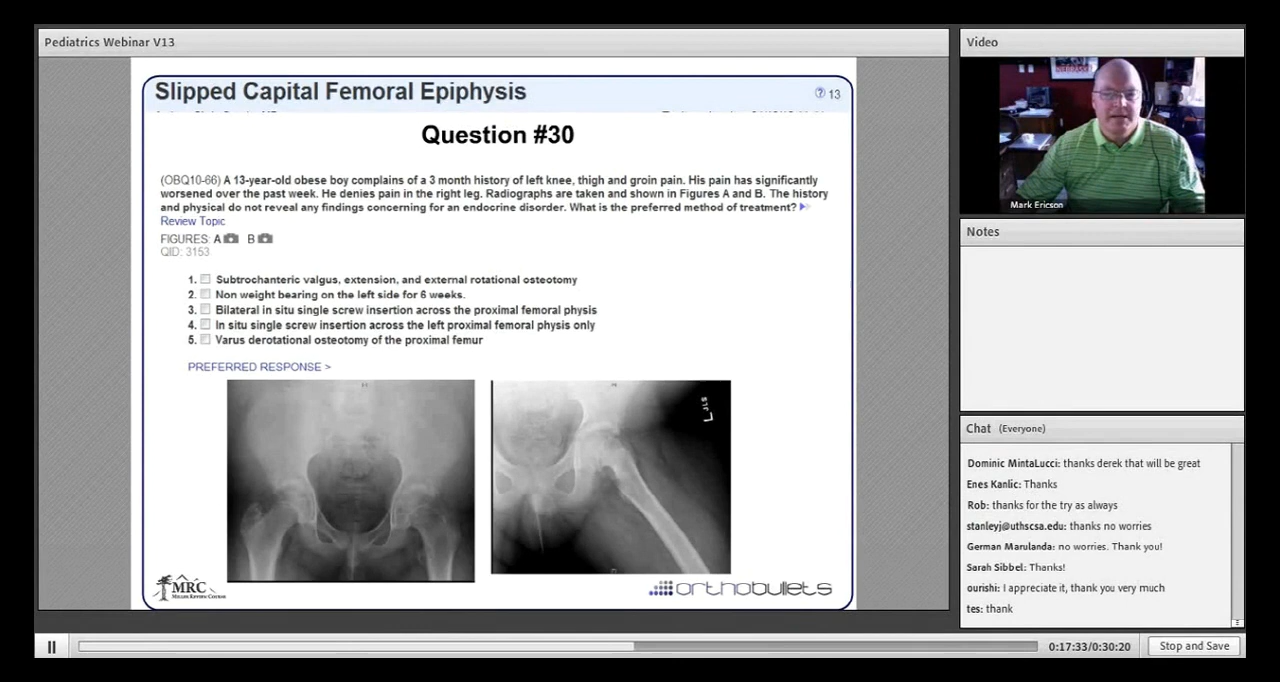 Pediatrics Webinar V13
Slipped Capital Femoral Epiphysis
13
Question #30
(OBQ10-66) A 13-year-old obese boy complains of a 3 month history of left knee, thigh and groin pain. His pain has significantly
worsened over the past week. He denies pain in the right leg. Radiographs are taken and shown in Figures A and B. The history
and physical do not reveal any findings concerning for an endocrine disorder. What is the preferred method of treatment?
Review Topic
FIGURES: A B
QID: 3153
1. Subtrochanteric valgus, extension, and external rotational osteotomy
2. Non weight bearing on the left side for 6 weeks.
3. Bilateral in situ single screw insertion across the proximal femoral physis
4. In situ single screw insertion across the left proximal femoral physis only
5. Varus derotational osteotomy of the proximal femur
PREFERRED RESPONSE >
L
MRC
MILLER REVIEW COURSE
orthobullets
Video
Mark Ericson
Notes
Chat (Everyone)
Dominic MintaLucci: thanks derek that will be great
Enes Kanlic: Thanks
Rob: thanks for the try as always
stanleyj@uthscsa.edu: thanks no worries
German Marulanda: no worries. Thank you!
Sarah Sibbel: Thanks!
ourishi: I appreciate it, thank you very much
tes: thank
0:17:33/0:30:20
Stop and Save